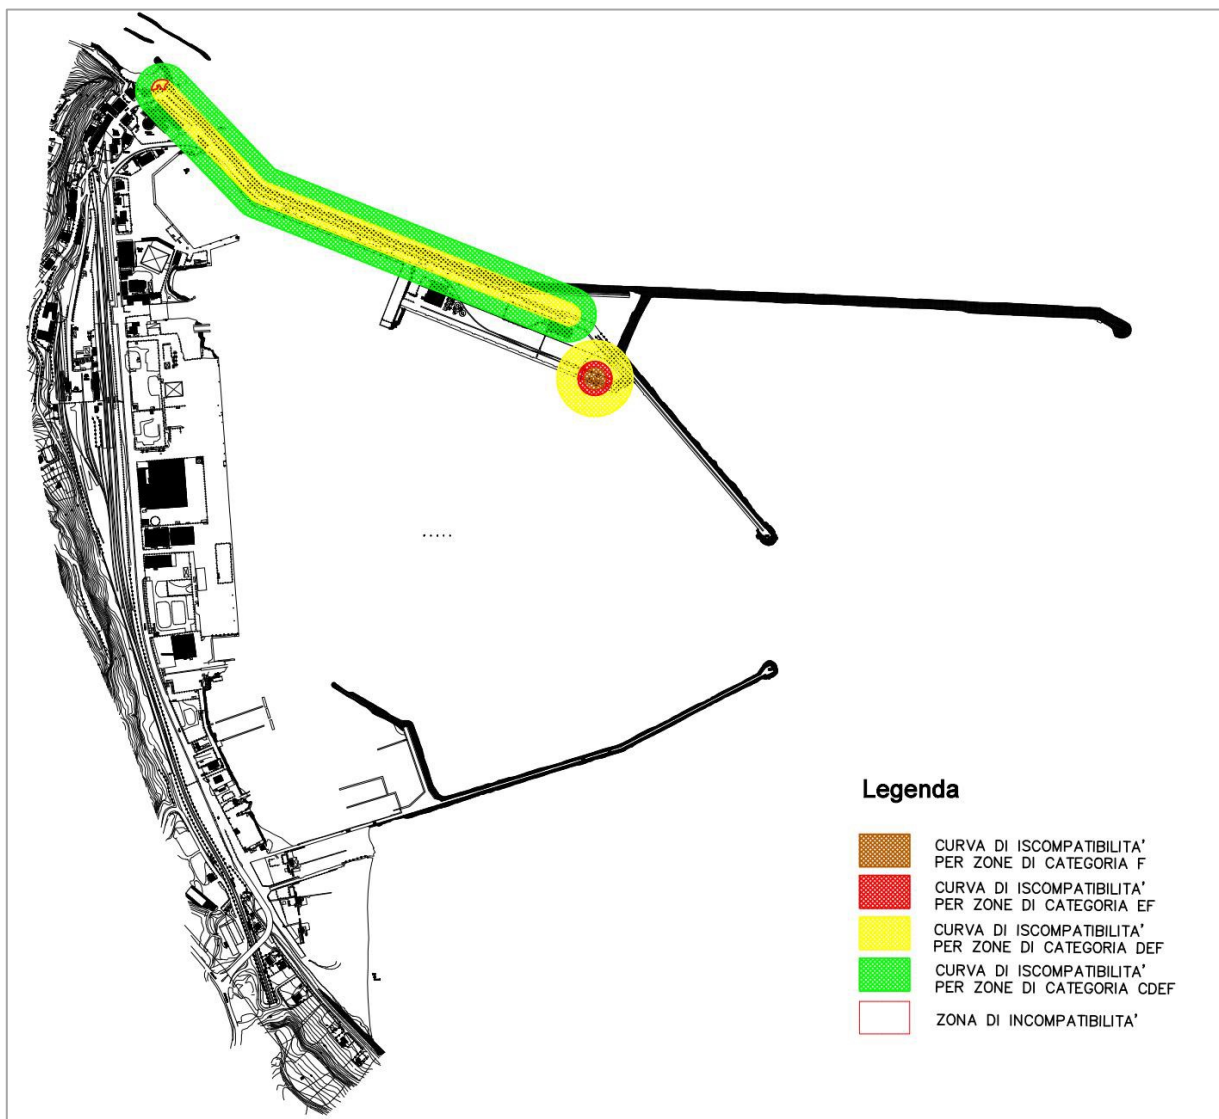 Legenda
CURVA DI ISCOMPATIBILITA'
PER ZONE DI CATEGORIA F
CURVA DI ISCOMPATIBILITA'
PER ZONE DI CATEGORIA EF
CURVA DI ISCOMPATIBILITA'
PER ZONE DI CATEGORIA DEF
CURVA DI ISCOMPATIBILITA'
PER ZONE DI CATEGORIA CDEF
ZONA DI INCOMPATIBILITA'